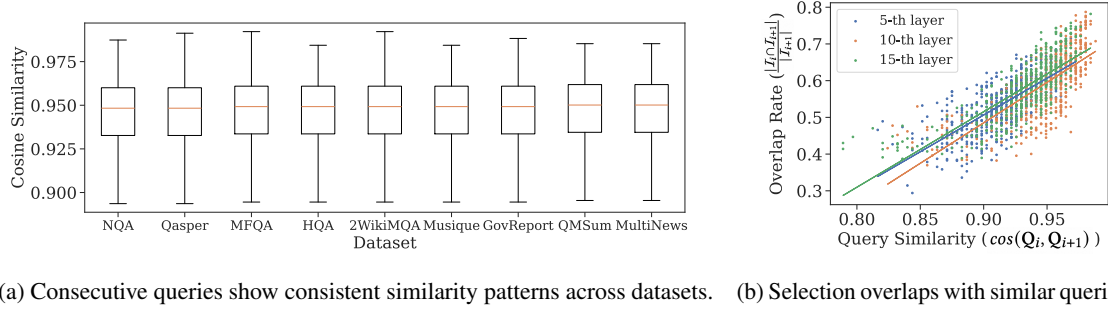 0.975
0.950
0.925
0.900
Cosine Similarity
NQA Qasper MFQA HQA 2WikiMQA Musique GovReport QMSum MultiNews
Dataset
(a) Consecutive queries show consistent similarity patterns across datasets.
b)
0.8
0.7
0.6
0.5
0.4
0.3
Overlap Rate (|I_i∩I_{i+1}|/|I_{i+1}|)
5-th layer
10-th layer
15-th layer
0.80 0.85 0.90 0.95
Query Similarity (cos(Q_i, Q_{i+1}))
(b) Selection overlaps with similar queri